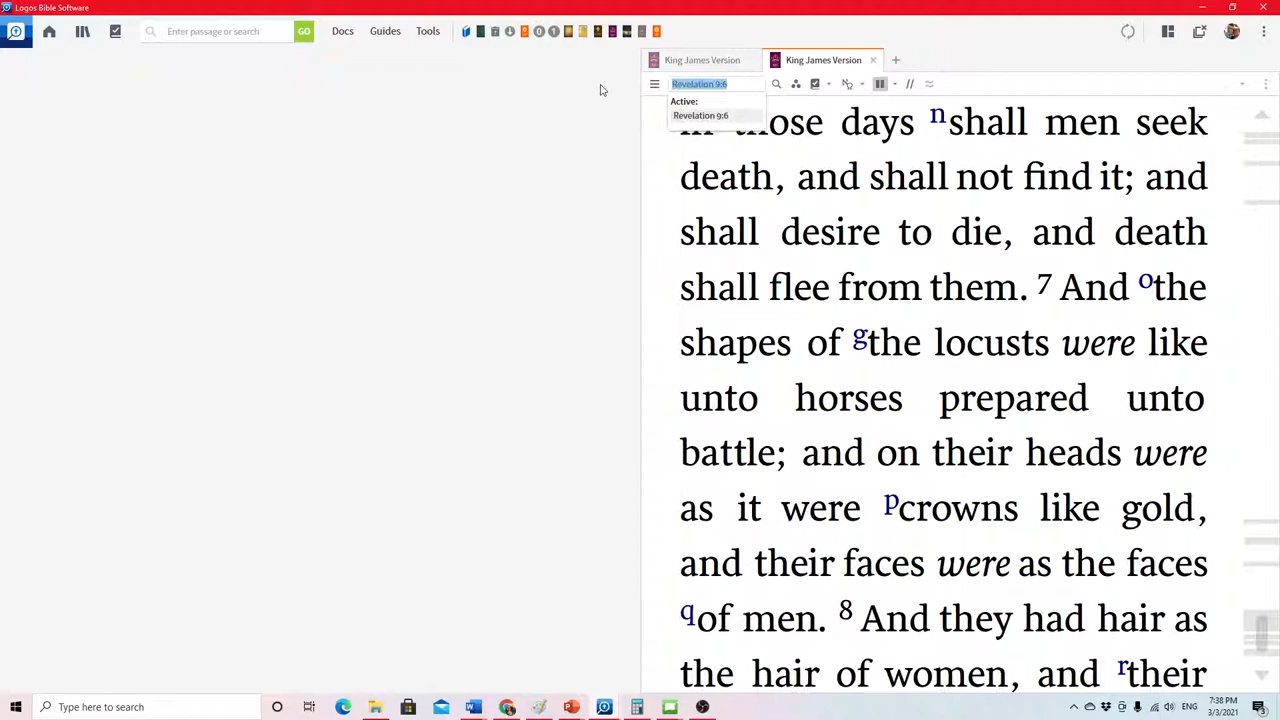 Logos Bible Software
Enter passage or search
GO
Docs
Guides
Tools
King James Version
King James Version
Revelation 9:6
Active:
Revelation 9:6
those days nshall men seek
death, and shall not find it; and
shall desire to die, and death
shall flee from them. 7 And othe
shapes of gthe locusts were like
unto horses prepared unto
battle; and on their heads were
as it were pcrowns like gold,
and their faces were as the faces
qof men. 8 And they had hair as
the hair of women, and rtheir
Type here to search
ENG
7:38 PM
3/3/2021